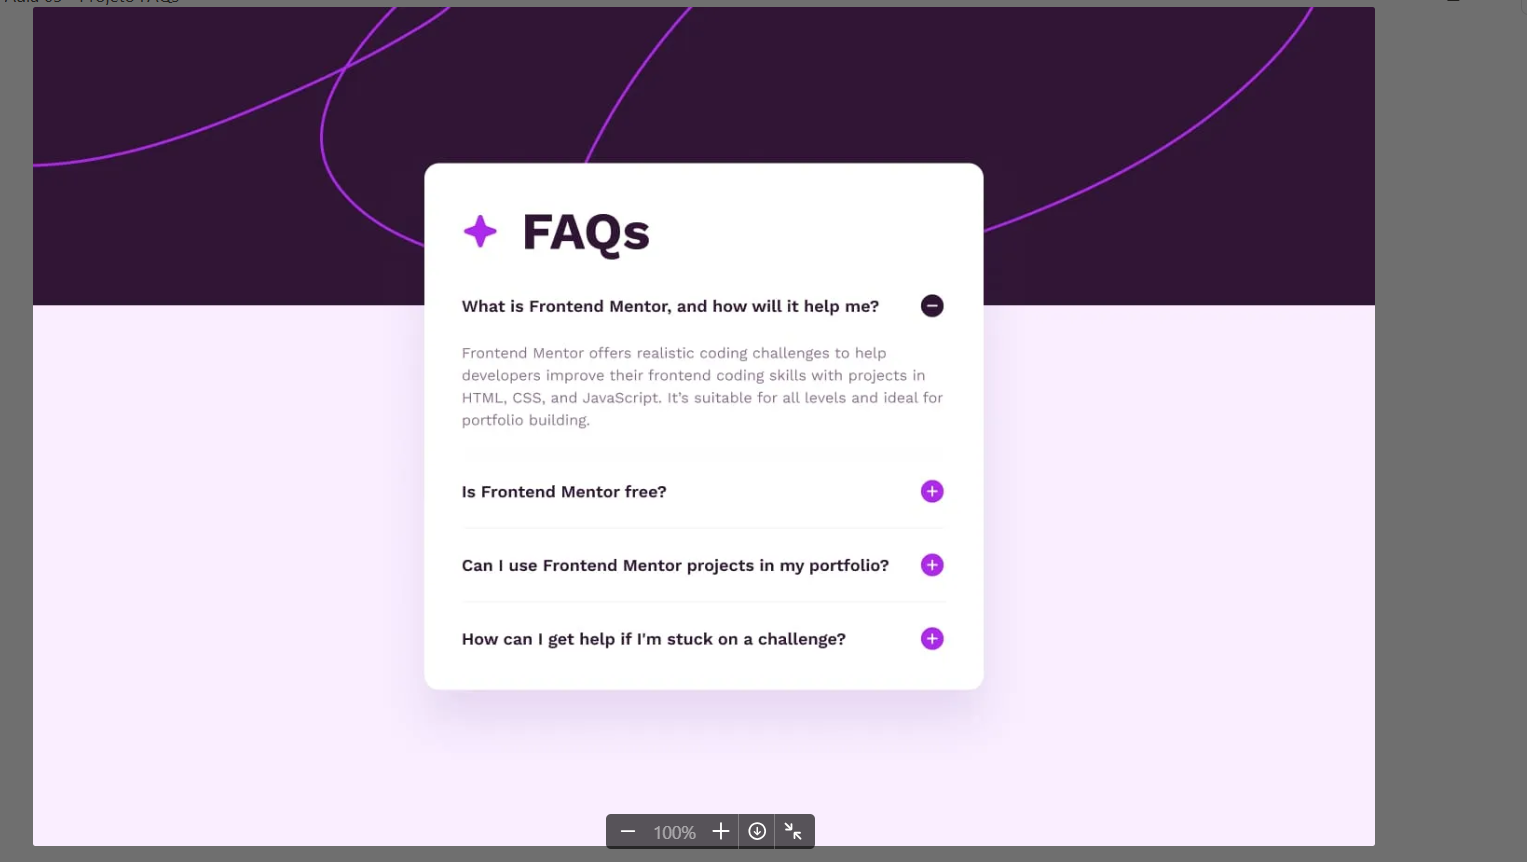 FAQs
What is Frontend Mentor, and how will it help me?
Frontend Mentor offers realistic coding challenges to help
developers improve their frontend coding skills with projects in
HTML, CSS, and JavaScript. It’s suitable for all levels and ideal for
portfolio building.
Is Frontend Mentor free?
Can I use Frontend Mentor projects in my portfolio?
How can I get help if I'm stuck on a challenge?
100%